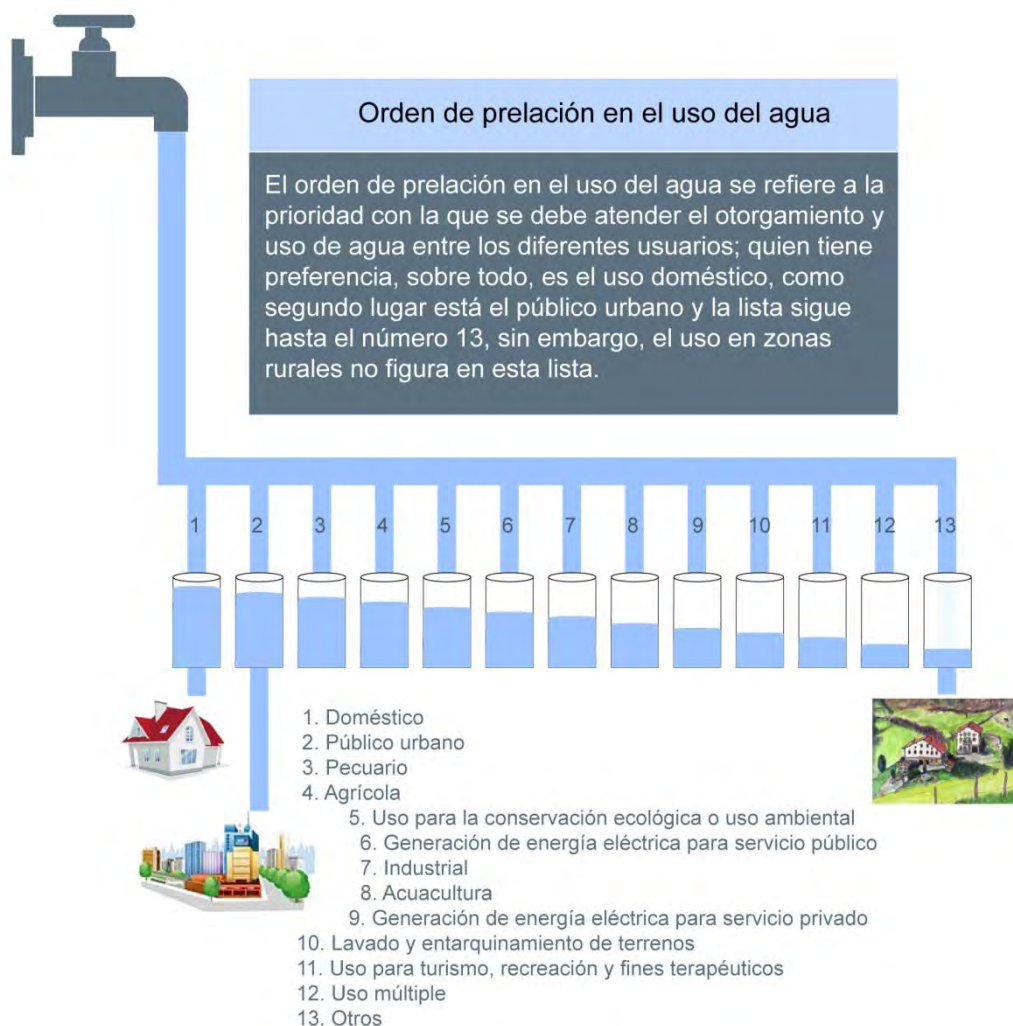 Orden de prelación en el uso del agua
El orden de prelación en el uso del agua se refiere a la
prioridad con la que se debe atender el otorgamiento y
uso de agua entre los diferentes usuarios; quien tiene
preferencia, sobre todo, es el uso doméstico, como
segundo lugar está el público urbano y la lista sigue
hasta el número 13, sin embargo, el uso en zonas
rurales no figura en esta lista.
1 2 3 4 5 6 7 8 9 10 11 12 13
1. Doméstico
2. Público urbano
3. Pecuario
4. Agrícola
5. Uso para la conservación ecológica o uso ambiental
6. Generación de energía eléctrica para servicio público
7. Industrial
8. Acuacultura
9. Generación de energía eléctrica para servicio privado
10. Lavado y entarquinamiento de terrenos
11. Uso para turismo, recreación y fines terapéuticos
12. Uso múltiple
13. Otros